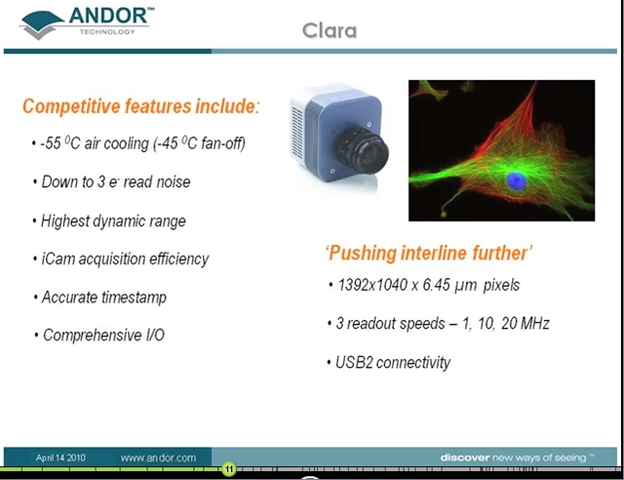 ANDOR™
TECHNOLOGY
Clara
Competitive features include:
• -55 ⁰C air cooling (-45 ⁰C fan-off)
• Down to 3 e⁻ read noise
• Highest dynamic range
• iCam acquisition efficiency
• Accurate timestamp
• Comprehensive I/O
‘Pushing interline further’
• 1392x1040 x 6.45 µm pixels
• 3 readout speeds – 1, 10, 20 MHz
• USB2 connectivity
April 14 2010 www.andor.com discover new ways of seeing ™
11